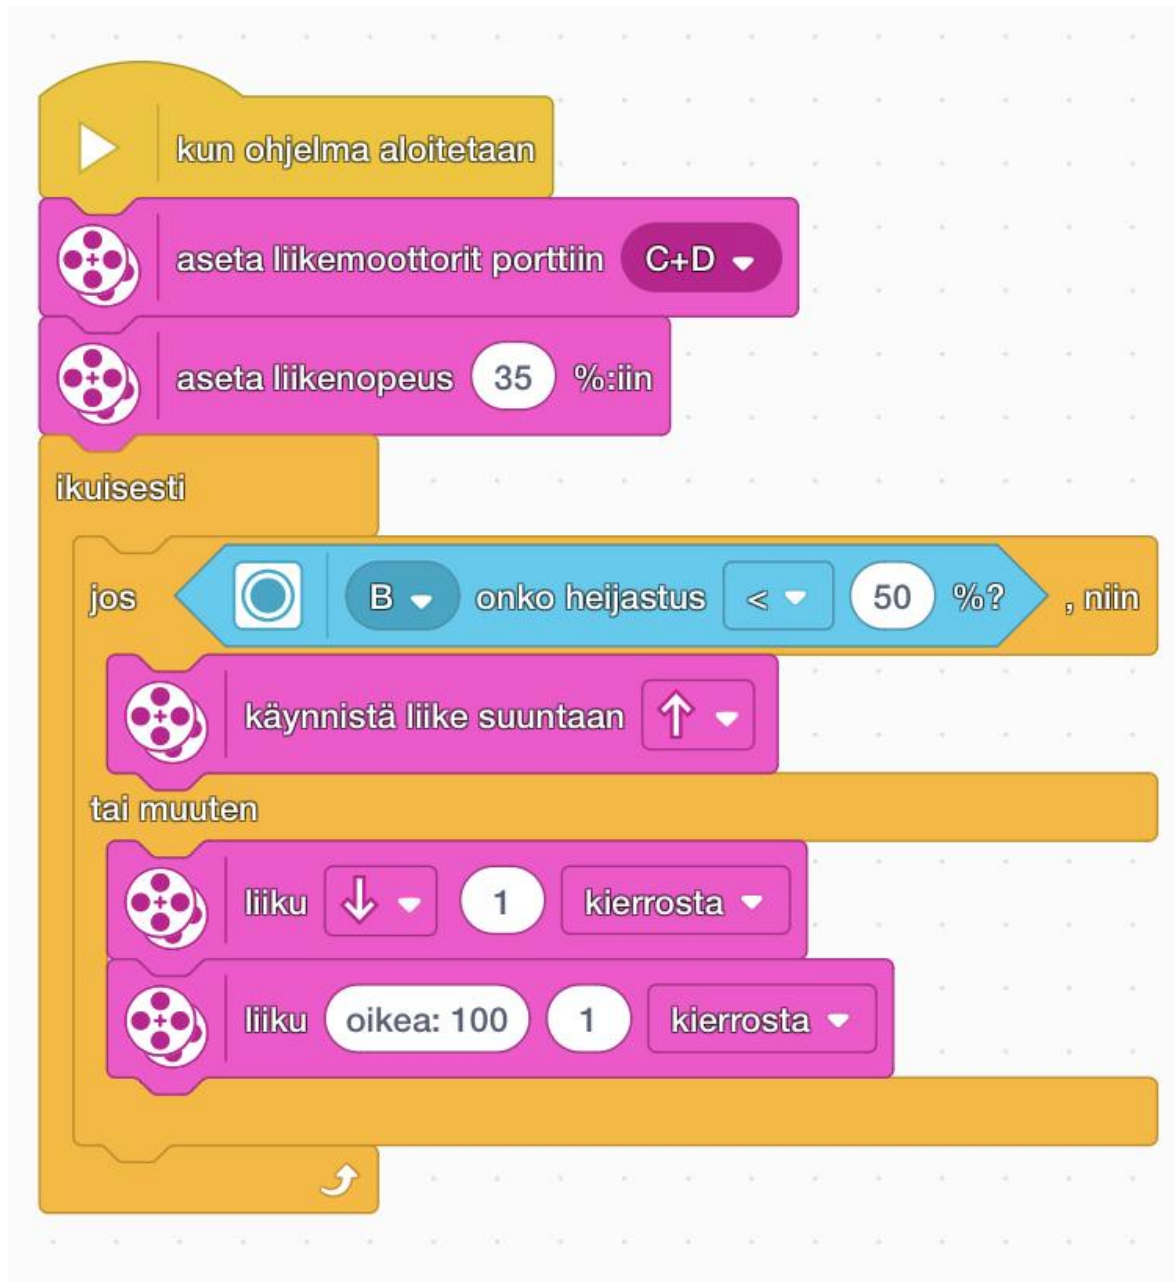 kun ohjelma aloitetaan
aseta liikemoottorit porttiin C+D
aseta liikenopeus 35 %:iin
ikuisesti
jos B onko heijastus < 50 %? , niin
käynnistä liike suuntaan ↑
tai muuten
liiku ↓ 1 kierrosta
liiku oikea: 100 1 kierrosta